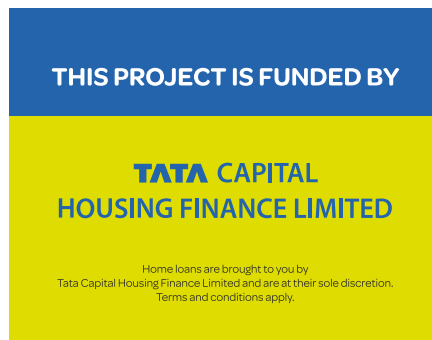 THIS PROJECT IS FUNDED BY
TATA CAPITAL
HOUSING FINANCE LIMITED
Home loans are brought to you by
Tata Capital Housing Finance Limited and are at their sole discretion.
Terms and conditions apply.